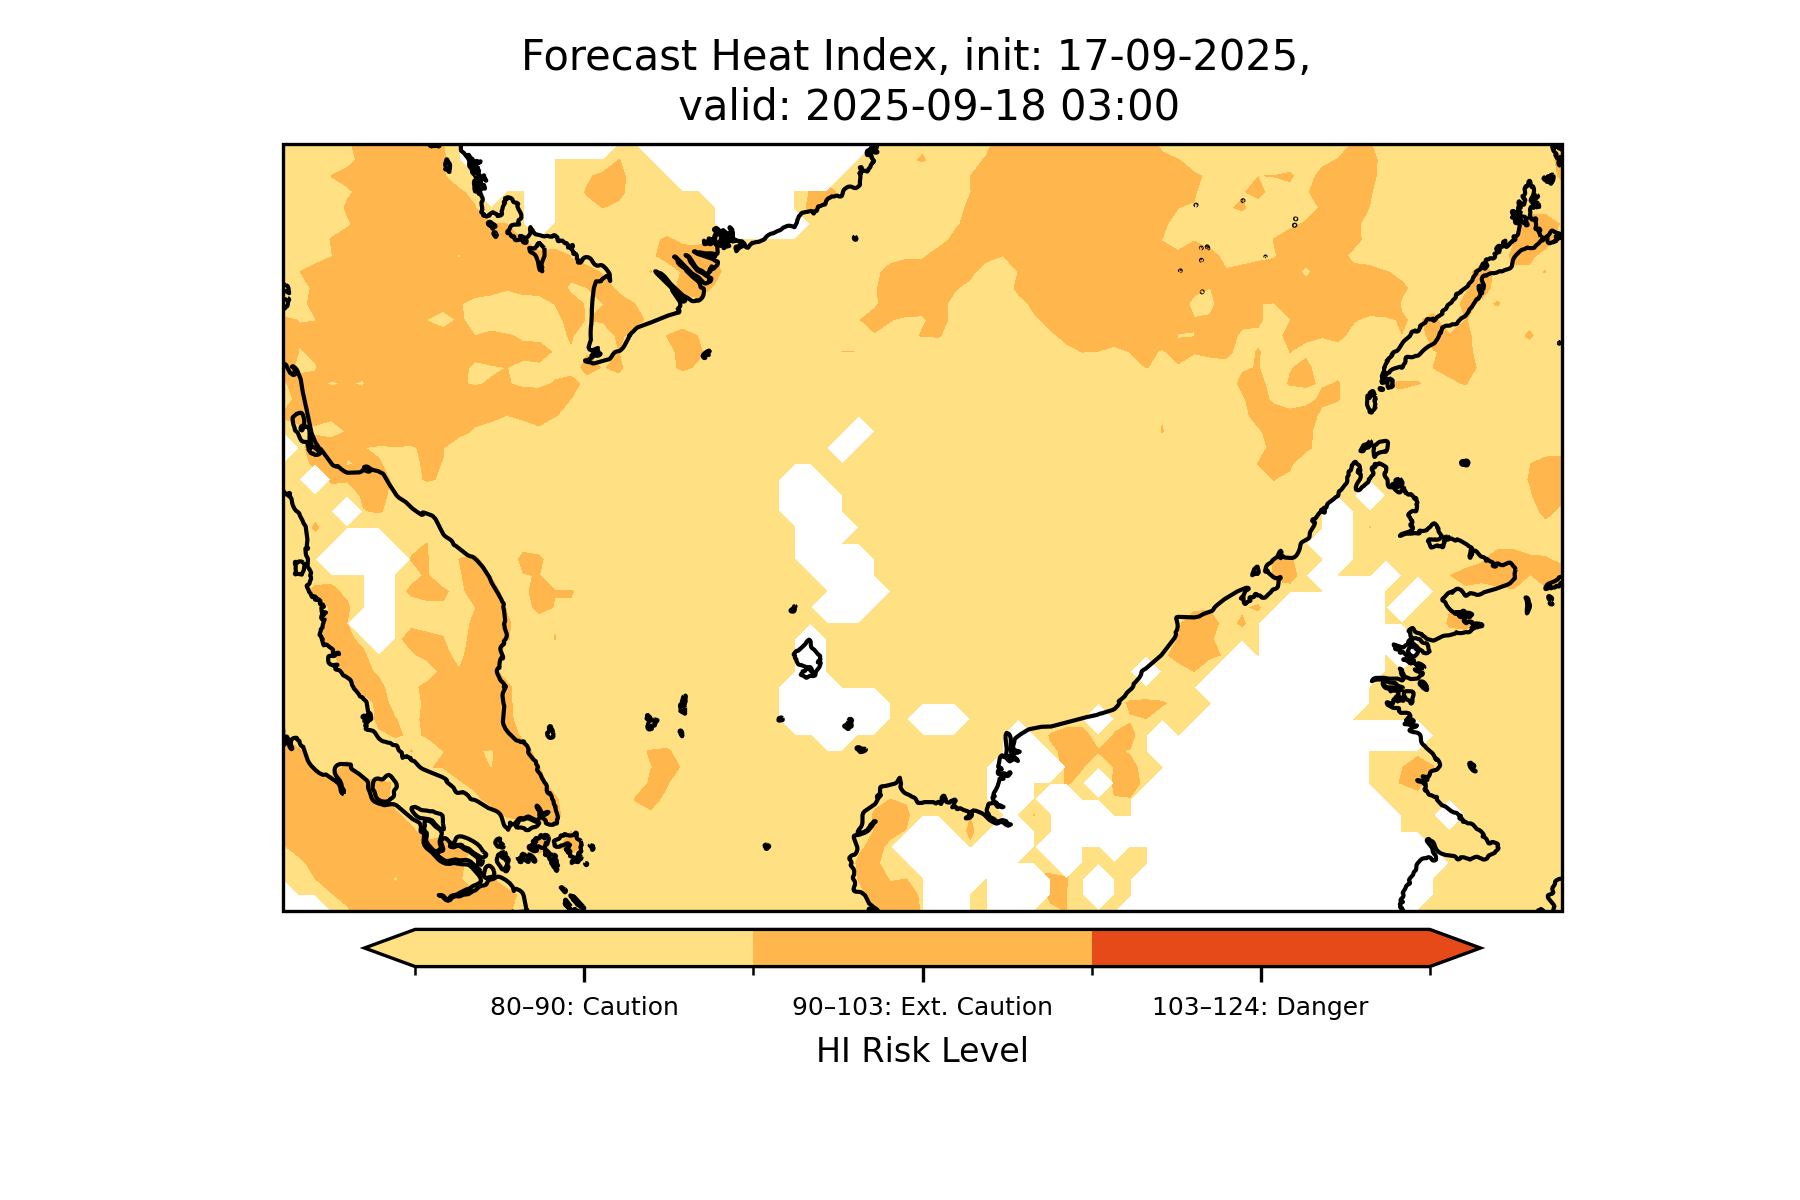 Forecast Heat Index, init: 17-09-2025,
valid: 2025-09-18 03:00
80–90: Caution
90–103: Ext. Caution
103–124: Danger
HI Risk Level